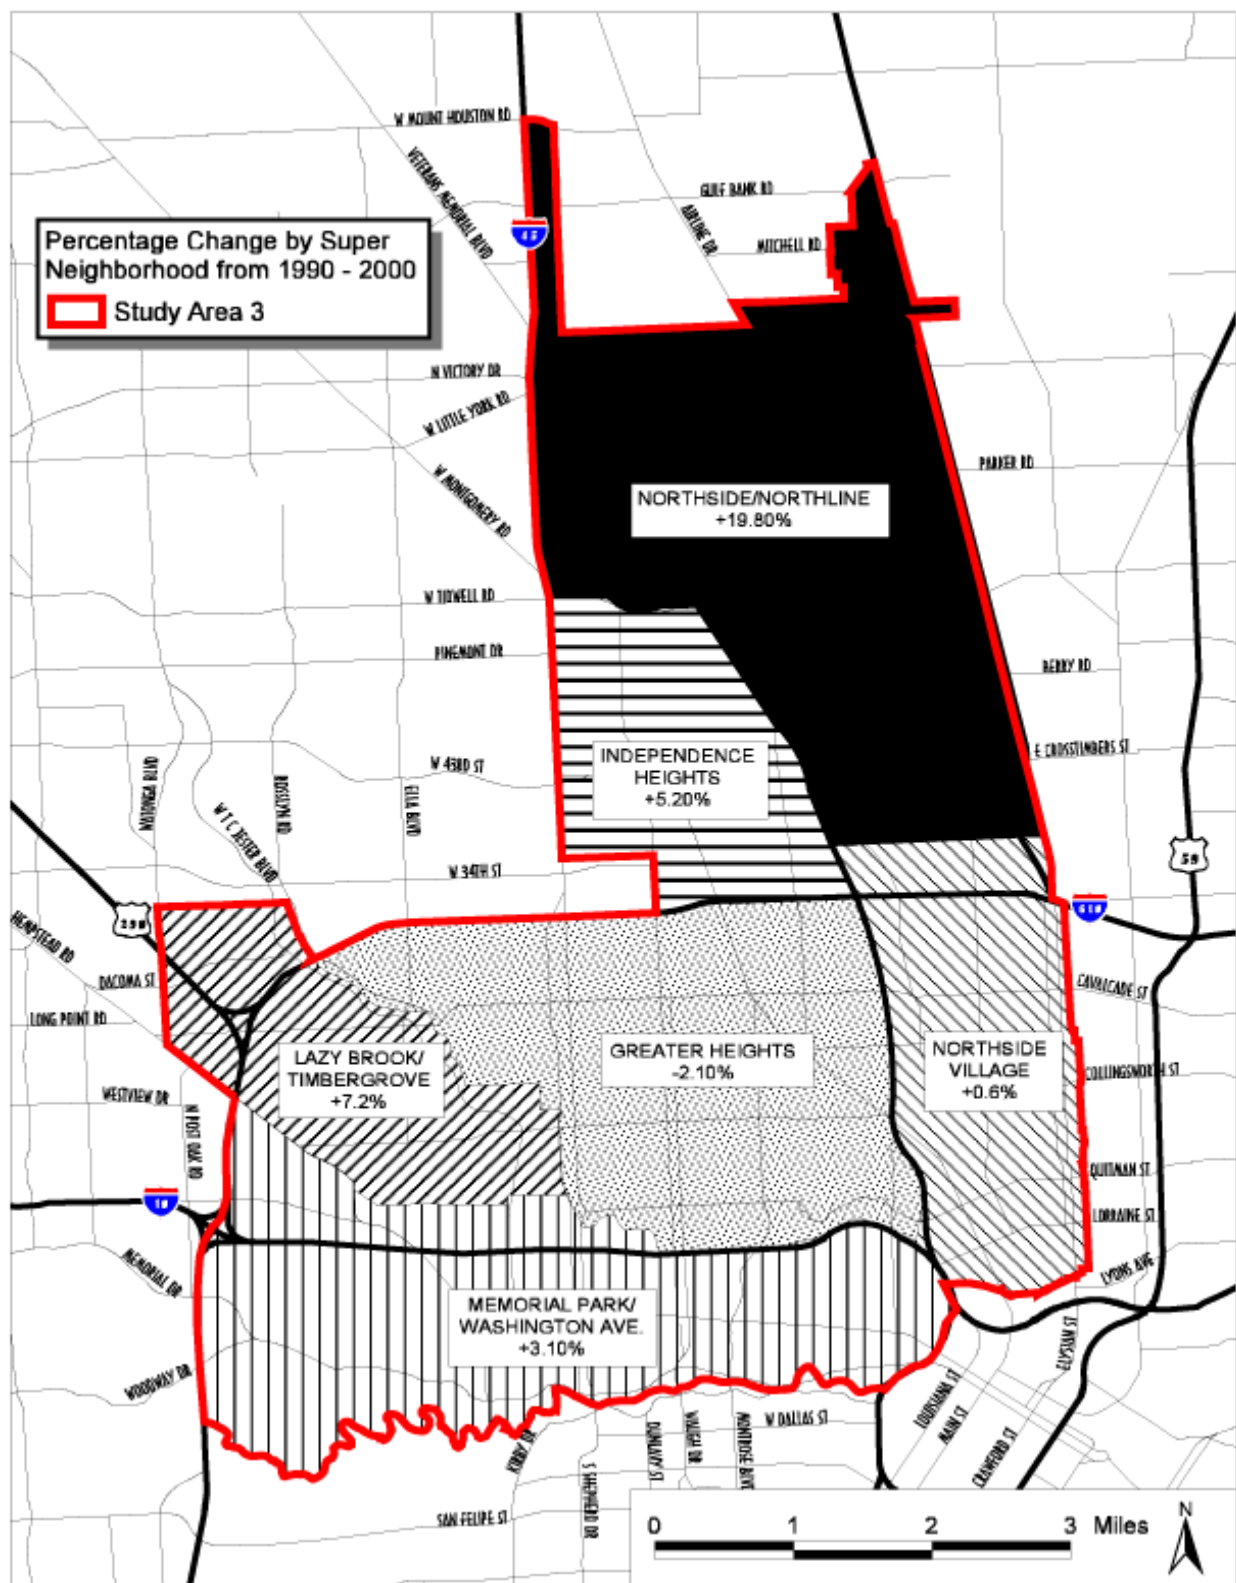 W MOUNT HOUSTON RD
VETERANS MEMORIAL BLVD
GULF BANK RD
AIRLINE DR
MITCHELL RD
45
Percentage Change by Super
Neighborhood from 1990 - 2000
Study Area 3
N VICTORY DR
W LITTLE YORK RD
W MONTGOMERY RD
PARKER RD
NORTHSIDE/NORTHLINE
+19.80%
W TIDWELL RD
PINEMONT DR
BERRY RD
E CROSSTIMBERS ST
INDEPENDENCE
HEIGHTS
+5.20%
W 43RD ST
WATONGA BLVD
ROSSLYN RD
ELLA BLVD
W T C JESTER BLVD
W 34TH ST
59
290
610
HEMPSTEAD RD
DACOMA ST
LONG POINT RD
CAVALCADE ST
LAZY BROOK/
TIMBERGROVE
+7.2%
GREATER HEIGHTS
-2.10%
NORTHSIDE
VILLAGE
+0.6%
COLLINGSWORTH ST
WESTVIEW DR
N POST OAK RD
QUITMAN ST
10
LORRAINE ST
MEMORIAL DR
LYONS AVE
MEMORIAL PARK/
WASHINGTON AVE.
+3.10%
ELYSIAN ST
WOODWAY DR
LOUISIANA ST
MAIN ST
CRAWFORD ST
W DALLAS ST
KIRBY DR
S SHEPHERD DR
DUNLAVY ST
WAUGH DR
MONTROSE BLVD
SAN FELIPE ST
0 1 2 3 Miles
N